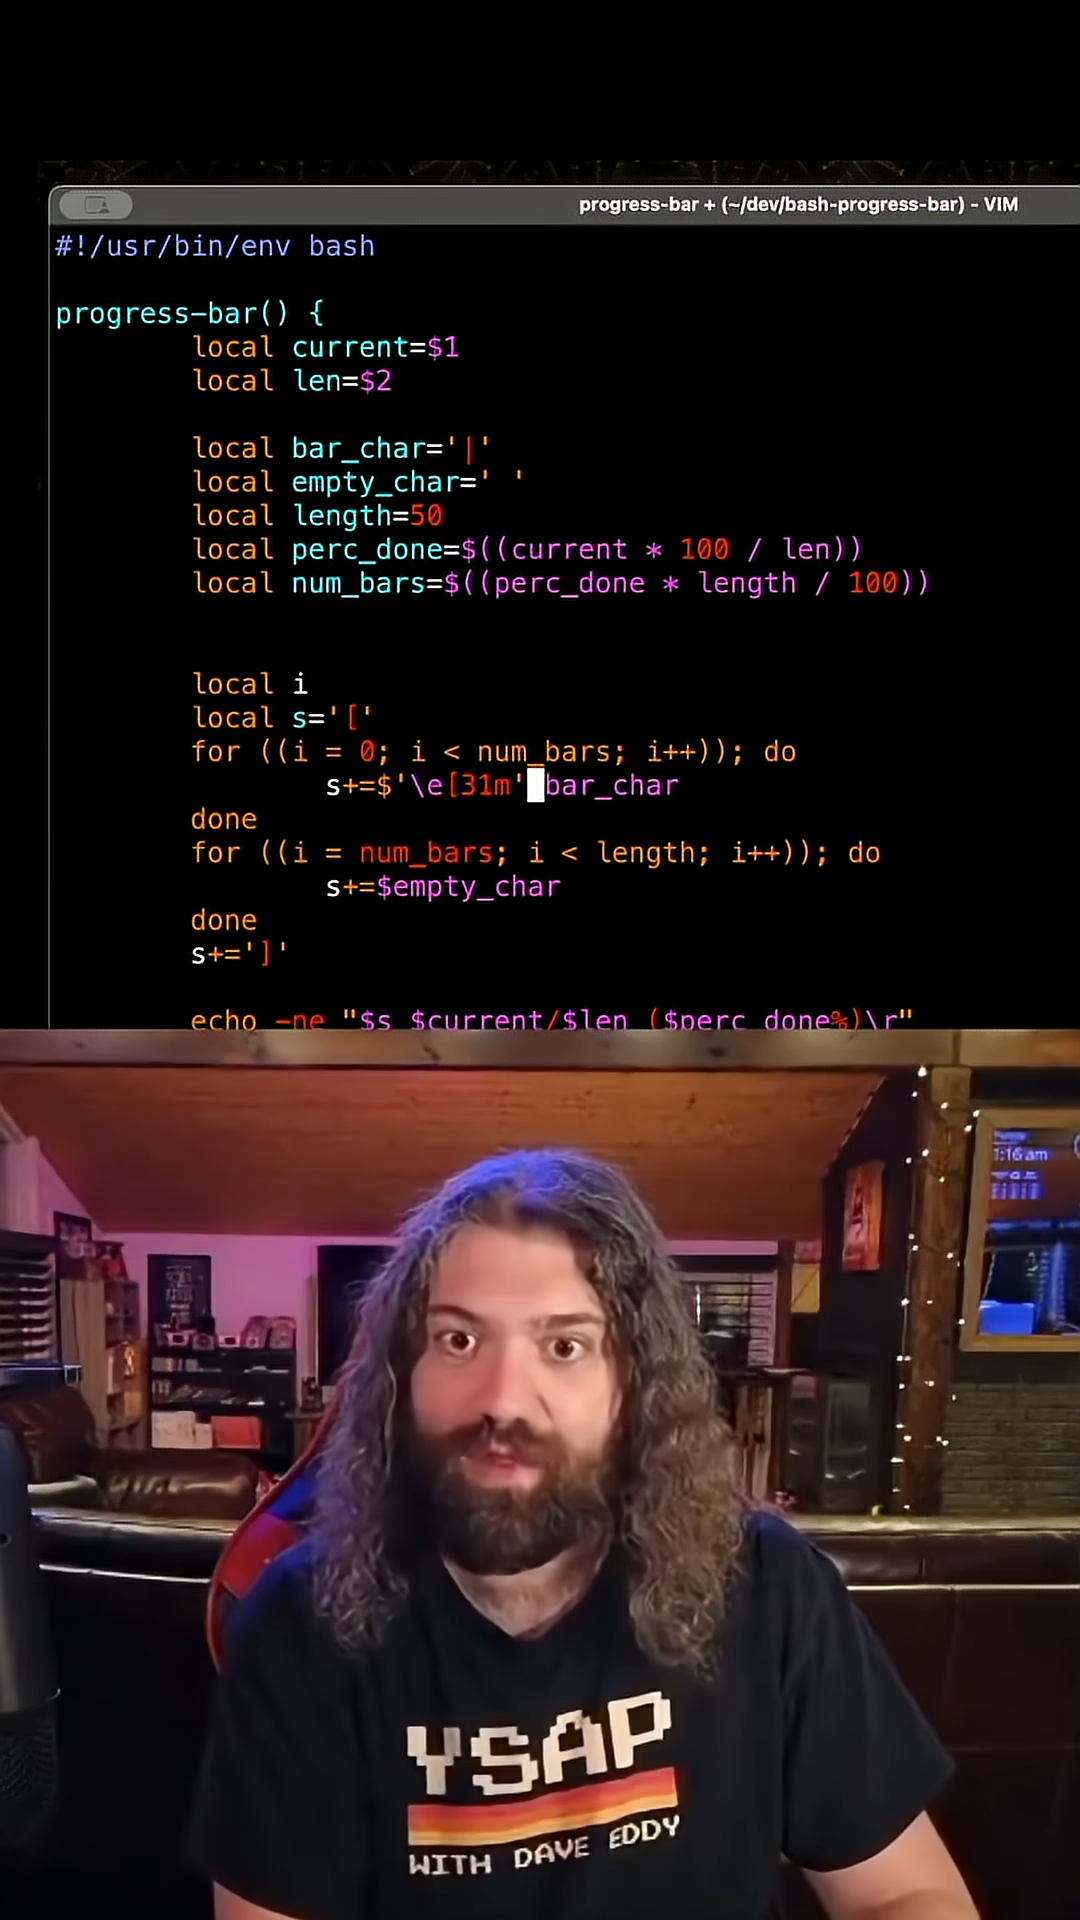 progress-bar + (~/dev/bash-progress-bar) - VIM
#!/usr/bin/env bash
progress-bar() {
local current=$1
local len=$2
local bar_char='|'
local empty_char=' '
local length=50
local perc_done=$((current * 100 / len))
local num_bars=$((perc_done * length / 100))
local i
local s='['
for ((i = 0; i < num_bars; i++)); do
s+=$'\e[31m' bar_char
done
for ((i = num_bars; i < length; i++)); do
s+=$empty_char
done
s+=']'
echo -ne "$s $current/$len ($perc_done%)\r"
1:16 am
YSAP
WITH DAVE EDDY